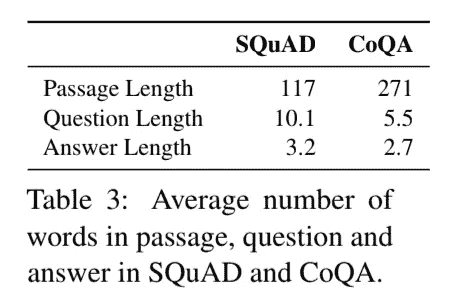 SQuAD CoQA
Passage Length 117 271
Question Length 10.1 5.5
Answer Length 3.2 2.7
Table 3: Average number of
words in passage, question and
answer in SQuAD and CoQA.